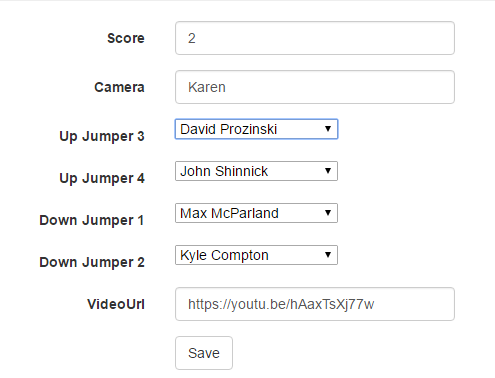 Score 2
Camera Karen
Up Jumper 3 David Prozinski
Up Jumper 4 John Shinnick
Down Jumper 1 Max McParland
Down Jumper 2 Kyle Compton
VideoUrl https://youtu.be/hAaxTsXj77w
Save